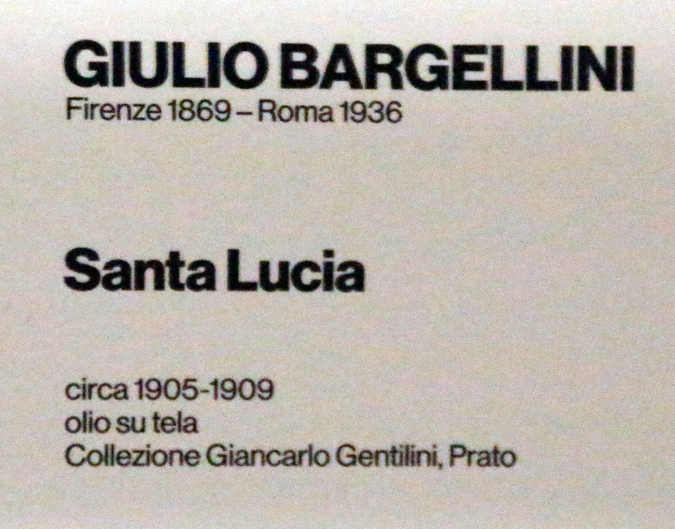 GIULIO BARGELLINI
Firenze 1869 – Roma 1936
Santa Lucia
circa 1905-1909
olio su tela
Collezione Giancarlo Gentilini, Prato